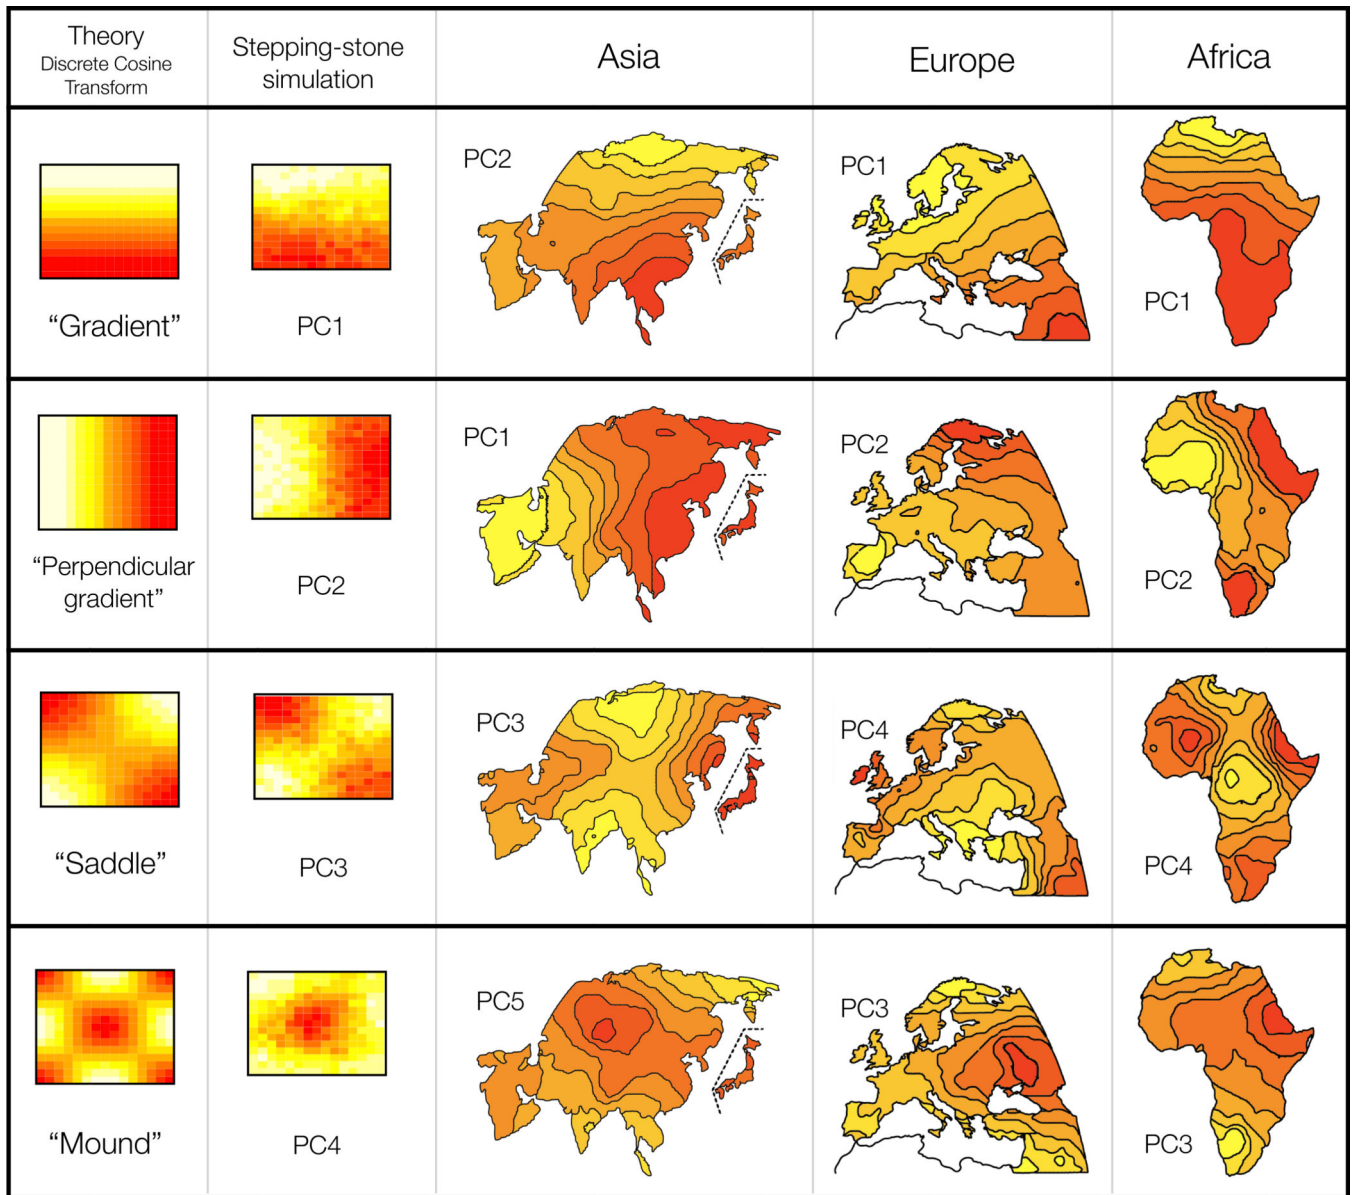 Theory
Discrete Cosine
Transform
Stepping-stone
simulation
Asia
Europe
Africa
"Gradient"
PC1
PC2
PC1
PC1
"Perpendicular
gradient"
PC2
PC1
PC2
PC2
"Saddle"
PC3
PC3
PC4
PC4
"Mound"
PC4
PC5
PC3
PC3